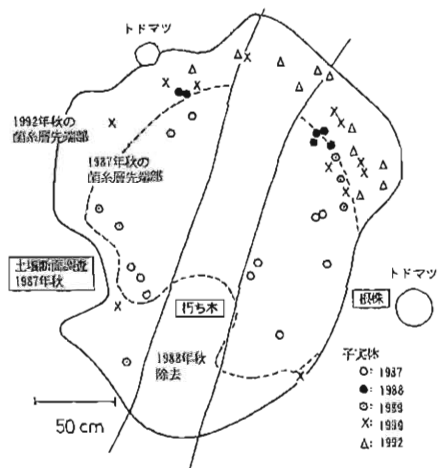 トドマツ
1992年秋の
菌糸層先端部
1987年秋の
菌糸層先端部
土壌断面調査
1987年秋
朽ち木
1988年秋
除去
トドマツ
根株
50 cm
子実体
○: 1987
●: 1988
⊙: 1989
×: 1990
△: 1992